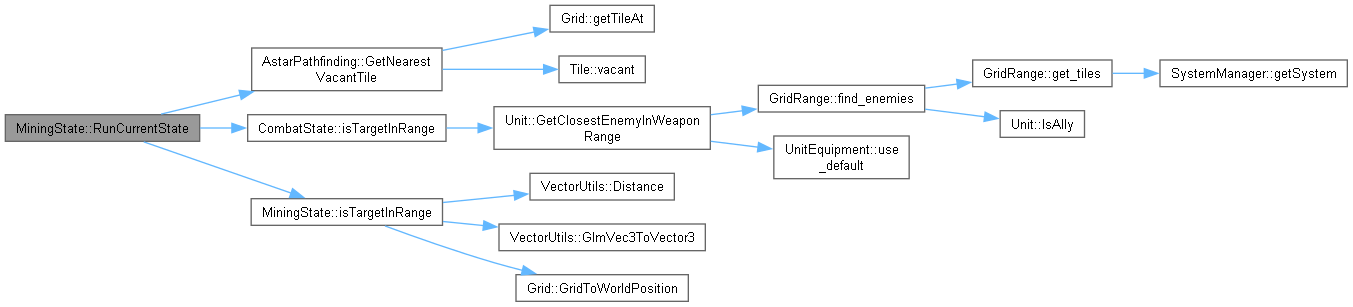 MiningState::RunCurrentState
AstarPathfinding::GetNearest
VacantTile
Grid::getTileAt
Tile::vacant
CombatState::isTargetInRange
Unit::GetClosestEnemyInWeapon
Range
GridRange::find_enemies
GridRange::get_tiles
SystemManager::getSystem
Unit::IsAlly
UnitEquipment::use
_default
MiningState::isTargetInRange
VectorUtils::Distance
VectorUtils::GlmVec3ToVector3
Grid::GridToWorldPosition